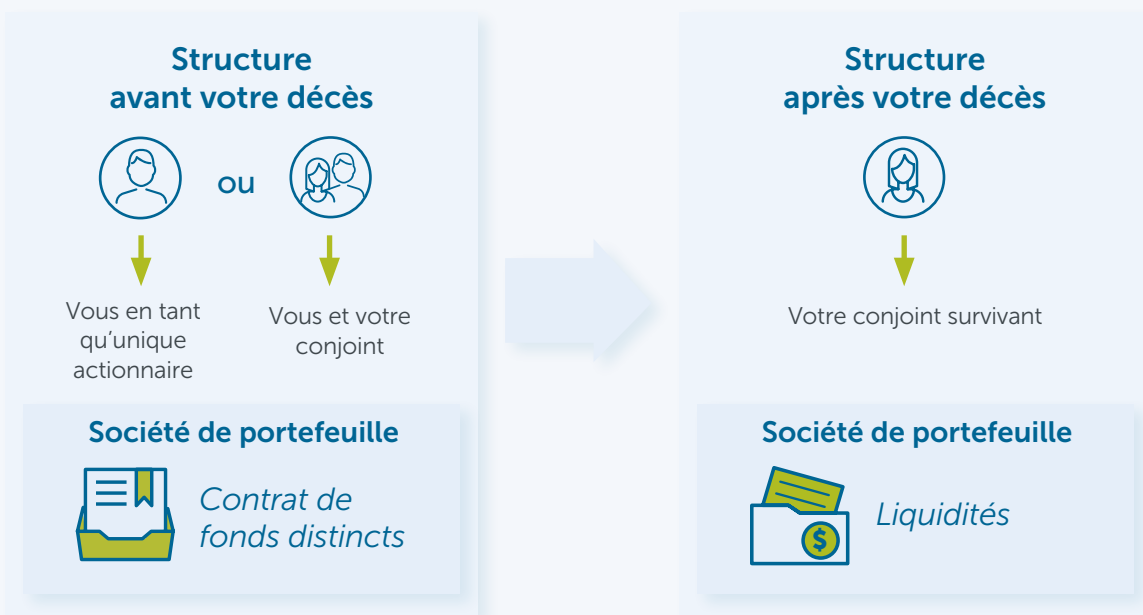 Structure
avant votre décès
ou
Vous en tant
qu’unique
actionnaire
Vous et votre
conjoint
Société de portefeuille
Contrat de
fonds distincts
Structure
après votre décès
Votre conjoint survivant
Société de portefeuille
$
Liquidités